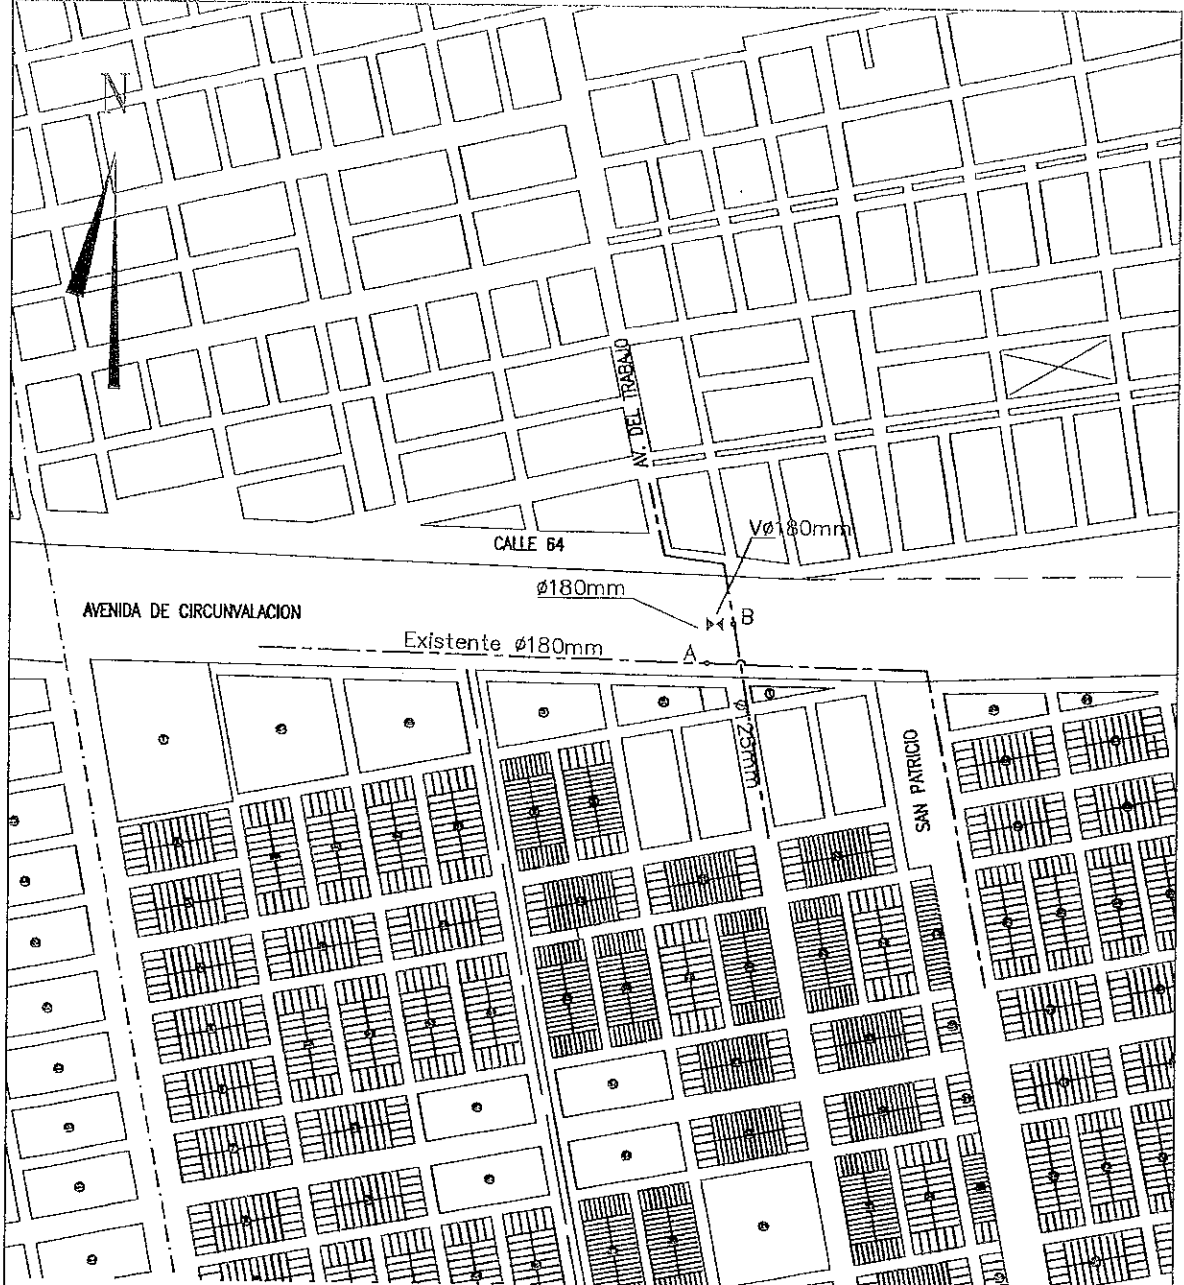 N
AV. DEL TRABAJO
CALLE 64
VØ180mm
Ø180mm
AVENIDA DE CIRCUNVALACION
B
Existente Ø180mm
A
SAN PATRICIO